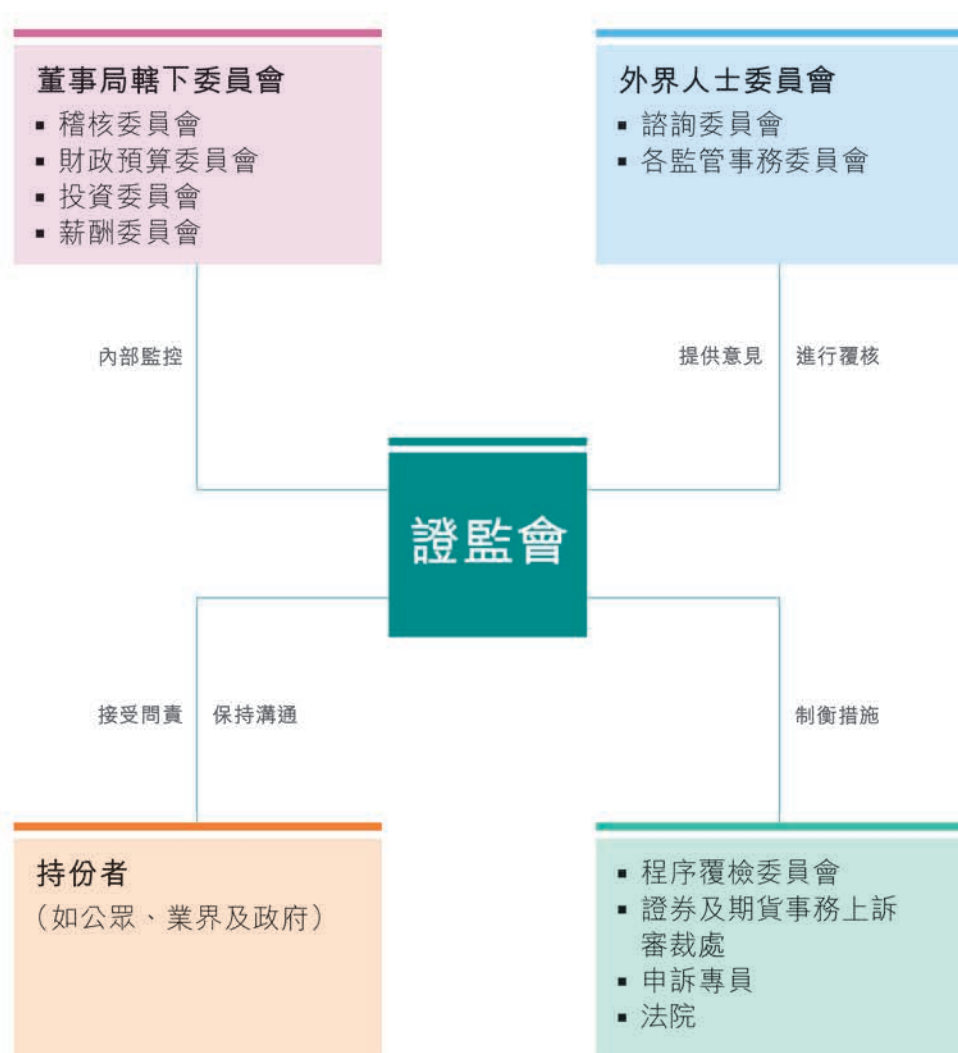 董事局轄下委員會
▪ 稽核委員會
▪ 財政預算委員會
▪ 投資委員會
▪ 薪酬委員會
外界人士委員會
▪ 諮詢委員會
▪ 各監管事務委員會
內部監控
提供意見
進行覆核
證監會
接受問責
保持溝通
制衡措施
持份者
（如公眾、業界及政府）
▪ 程序覆檢委員會
▪ 證券及期貨事務上訴
審裁處
▪ 申訴專員
▪ 法院